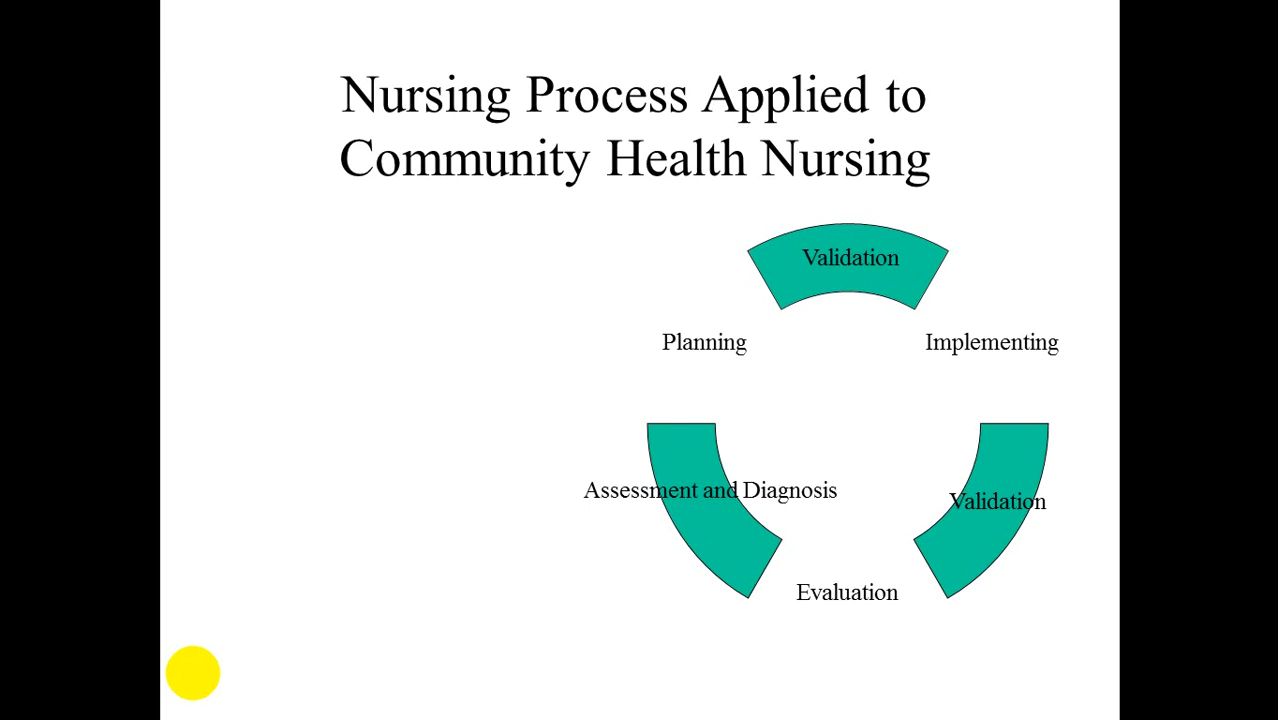 Nursing Process Applied to
Community Health Nursing
Validation
Planning
Implementing
Assessment and Diagnosis
Validation
Evaluation